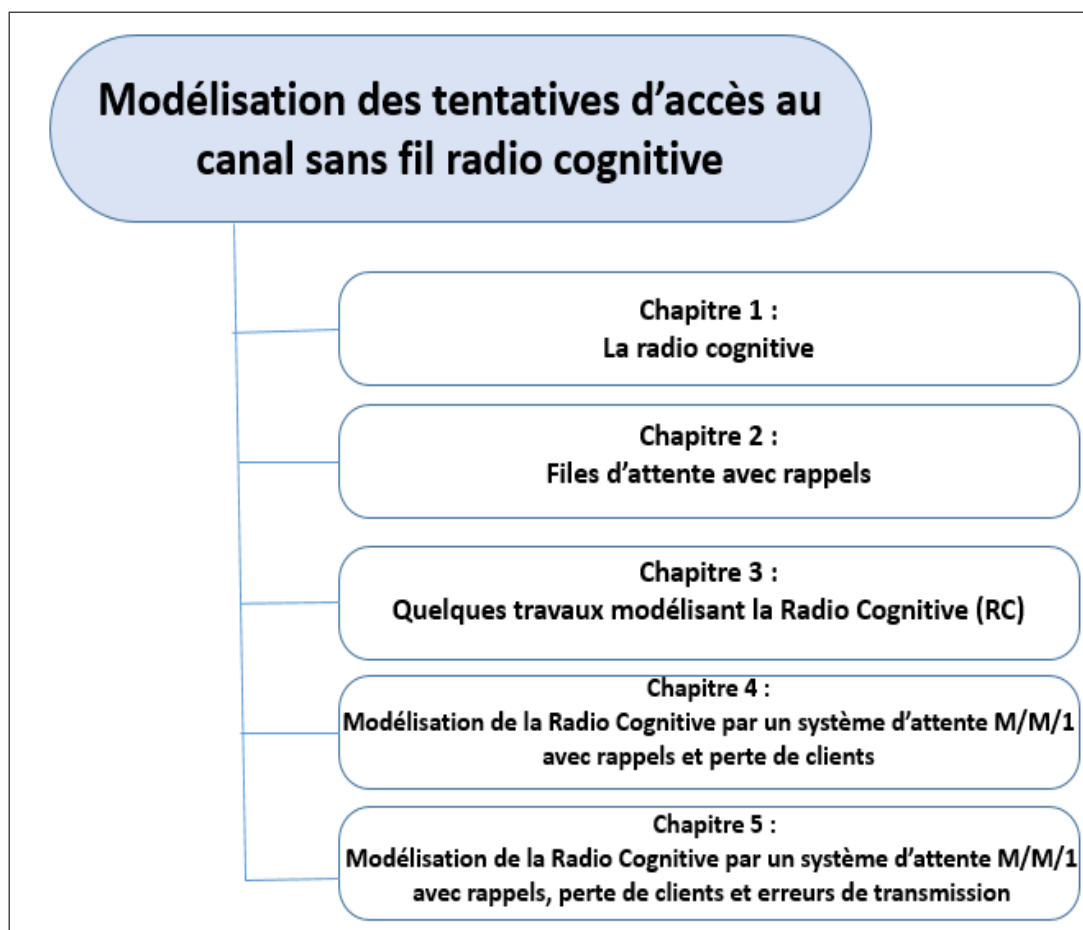 Modélisation des tentatives d'accès au
canal sans fil radio cognitive
Chapitre 1 :
La radio cognitive
Chapitre 2 :
Files d'attente avec rappels
Chapitre 3 :
Quelques travaux modélisant la Radio Cognitive (RC)
Chapitre 4 :
Modélisation de la Radio Cognitive par un système d'attente M/M/1
avec rappels et perte de clients
Chapitre 5 :
Modélisation de la Radio Cognitive par un système d'attente M/M/1
avec rappels, perte de clients et erreurs de transmission